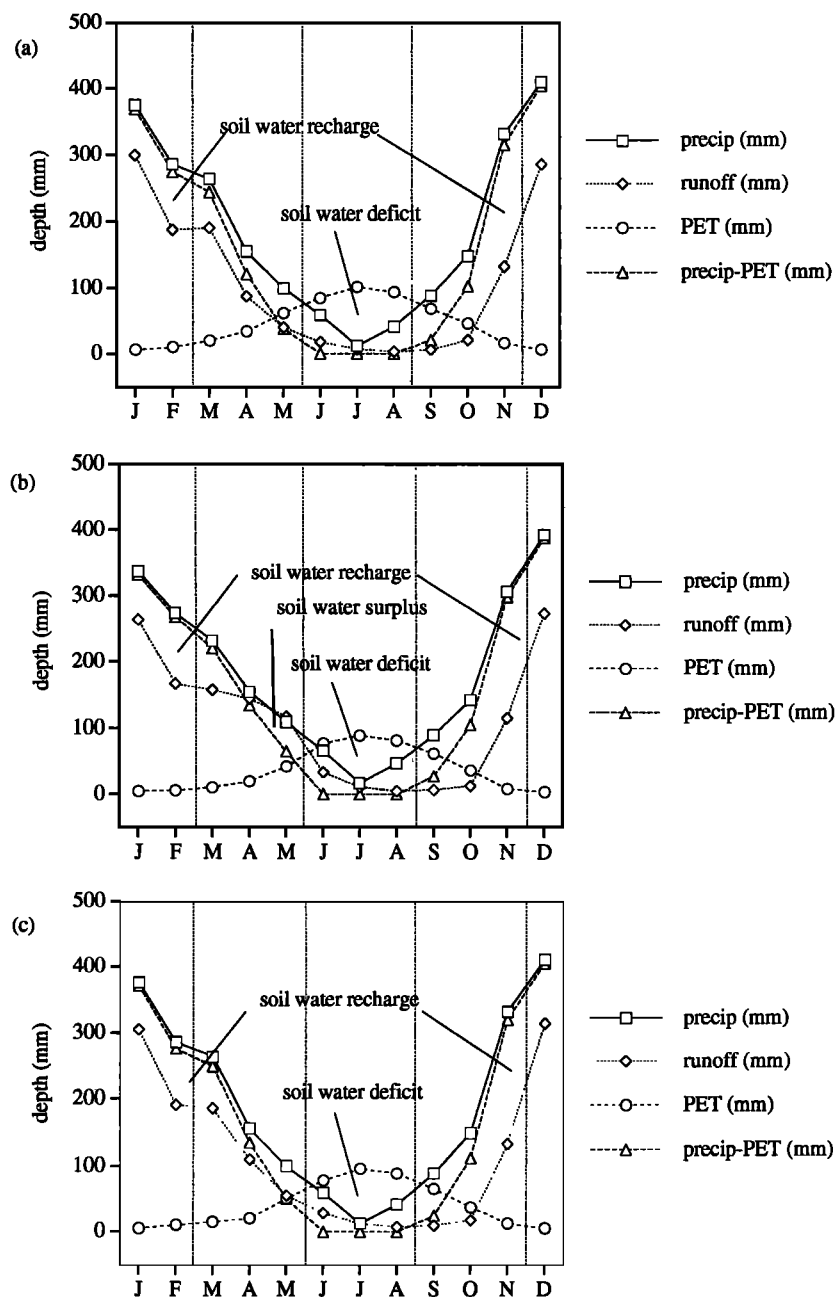 (a)
500
400
300
200
100
0
depth (mm)
soil water recharge
soil water deficit
J F M A M J J A S O N D
precip (mm)
runoff (mm)
PET (mm)
precip-PET (mm)
(b)
500
400
300
200
100
0
depth (mm)
soil water recharge
soil water surplus
soil water deficit
J F M A M J J A S O N D
precip (mm)
runoff (mm)
PET (mm)
precip-PET (mm)
(c)
500
400
300
200
100
0
depth (mm)
soil water recharge
soil water deficit
J F M A M J J A S O N D
precip (mm)
runoff (mm)
PET (mm)
precip-PET (mm)